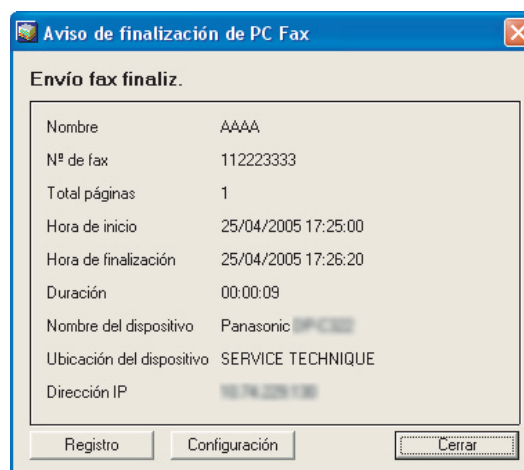 Aviso de finalización de PC Fax
Envío fax finaliz.
Nombre AAAA
Nº de fax 112223333
Total páginas 1
Hora de inicio 25/04/2005 17:25:00
Hora de finalización 25/04/2005 17:26:20
Duración 00:00:09
Nombre del dispositivo Panasonic
Ubicación del dispositivo SERVICE TECHNIQUE
Dirección IP
Registro Configuración Cerrar